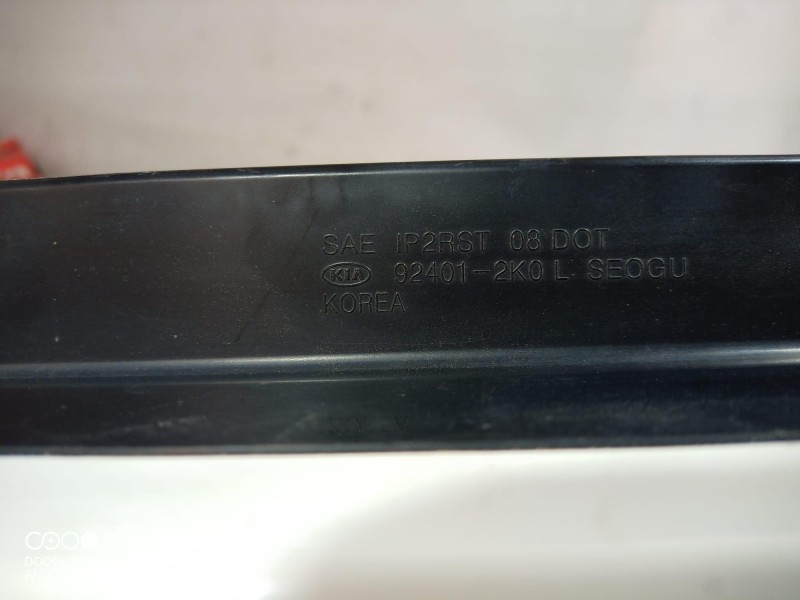 SAE IP2RST 08 DOT
KIA 92401-2K0 L SEOGU
KOREA